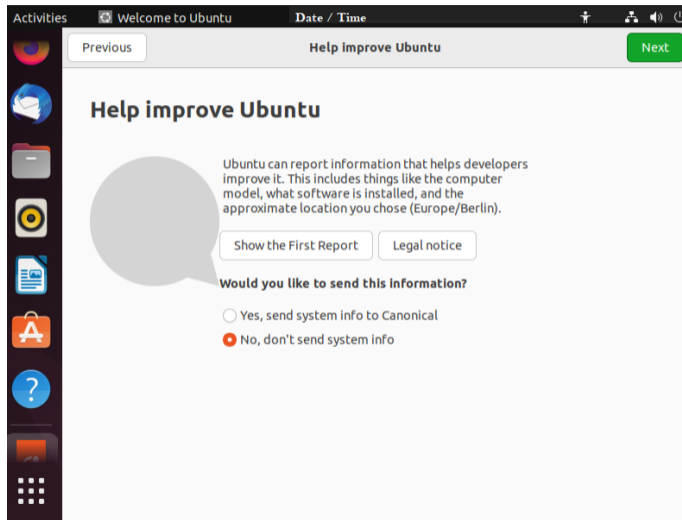 Activities Welcome to Ubuntu Date / Time
Previous Help improve Ubuntu Next
Help improve Ubuntu
Ubuntu can report information that helps developers
improve it. This includes things like the computer
model, what software is installed, and the
approximate location you chose (Europe/Berlin).
Show the First Report Legal notice
Would you like to send this information?
Yes, send system info to Canonical
No, don't send system info